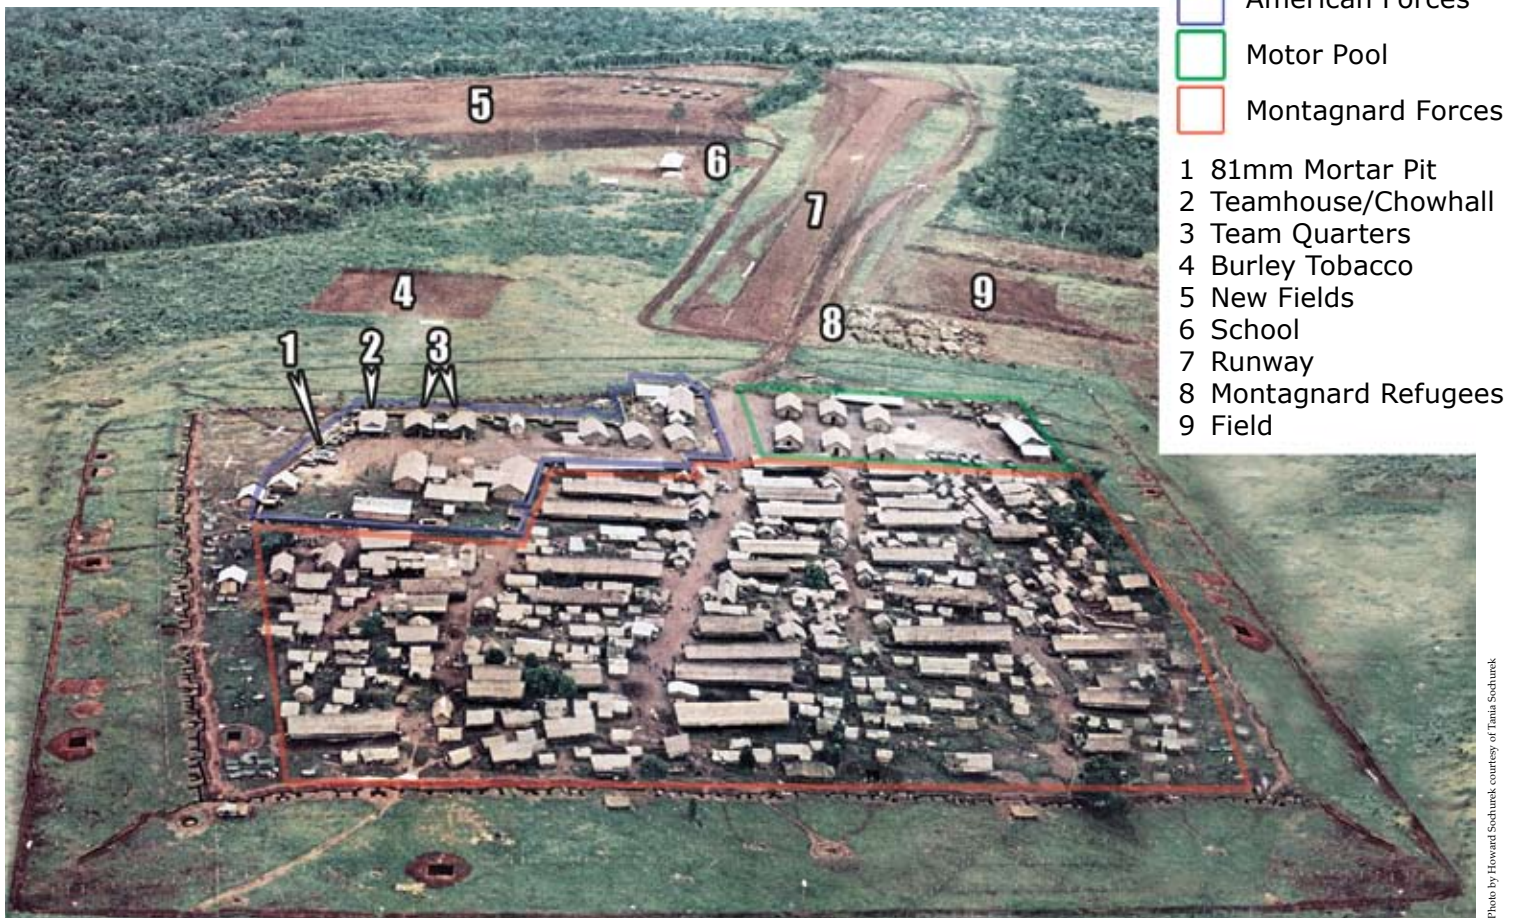 American Forces
Motor Pool
Montagnard Forces
1 81mm Mortar Pit
2 Teamhouse/Chowhall
3 Team Quarters
4 Burley Tobacco
5 New Fields
6 School
7 Runway
8 Montagnard Refugees
9 Field
5
6
7
4
9
8
1
2
3
Photo by Howard Sochurek courtesy of Tania Sochurek